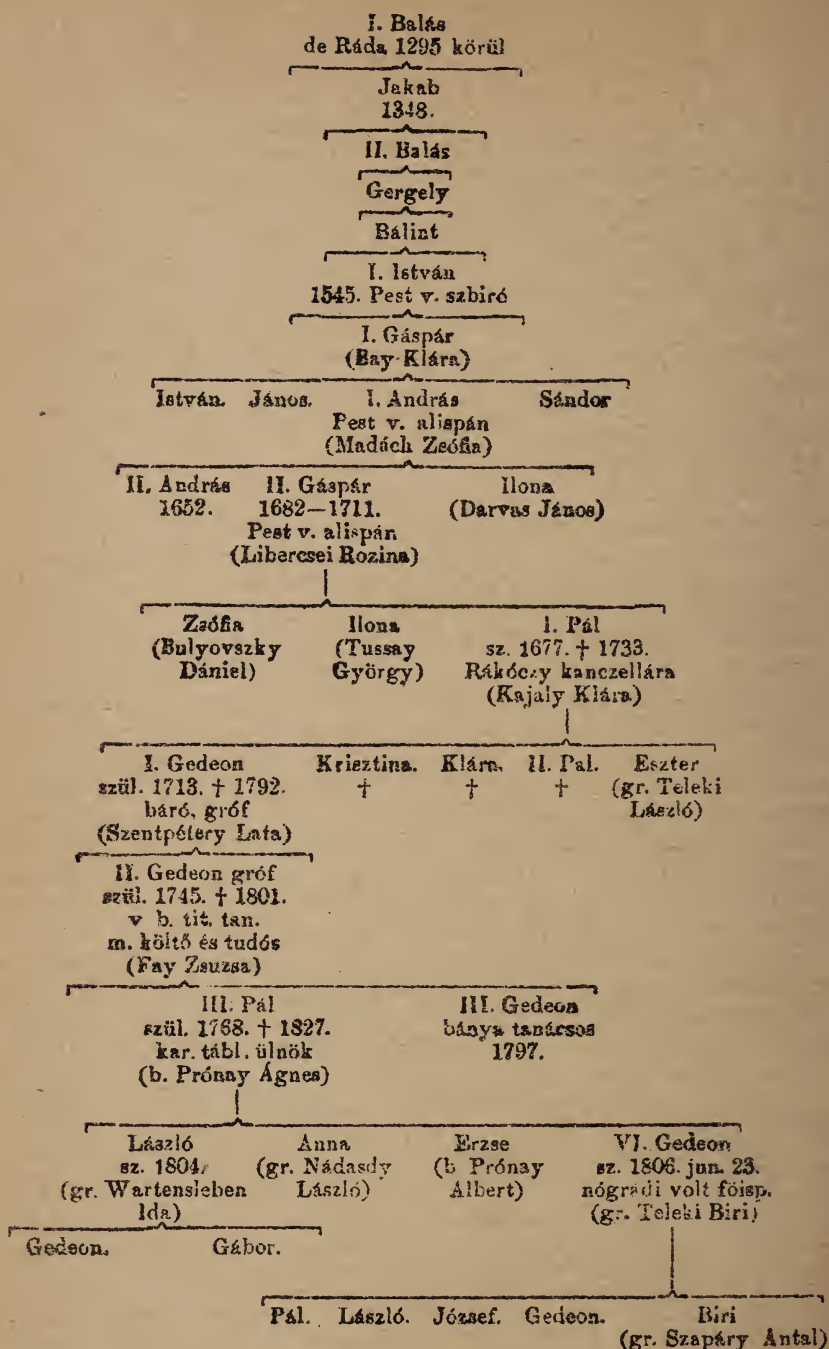 I. Balás
de Ráda 1295 körül
Jakab
1348.
II. Balás
Gergely
Bálint
I. István
1545. Pest v. szbiró
I. Gáspár
(Bay Klára)
István. János. I. András Sándor
Pest v. alispán
(Madách Zsófia)
II. András II. Gáspár Ilona
1652. 1682—1711. (Darvas János)
Pest v. alispán
(Libercsei Rozina)
Zsófia Ilona I. Pál
(Bulyovszky (Tussay sz. 1677. † 1733.
Dániel) György) Rákóczy kanczellára
(Kajaly Klára)
I. Gedeon Krisztina. Klára. II. Pal. Eszter
szül. 1713. † 1792. † † † (gr. Teleki
báró, gróf László)
(Szentpétery Lata)
II. Gedeon gróf
szül. 1745. † 1801.
v b. tit. tan.
m. költő és tudós
(Fay Zsuzsa)
III. Pál III. Gedeon
szül. 1768. † 1827. bánya tanácsos
kar. tábl. ülnök 1797.
(b. Prónay Ágnes)
László Anna Erzse VI. Gedeon
sz. 1804. (gr. Nádasdy (b Prónay sz. 1806. jun. 23.
(gr. Wartensleben László) Albert) nógrádi volt főisp.
Ida) (gr. Teleki Biri)
Gedeon. Gábor.
Pál. László. József. Gedeon. Biri
(gr. Szapáry Antal)